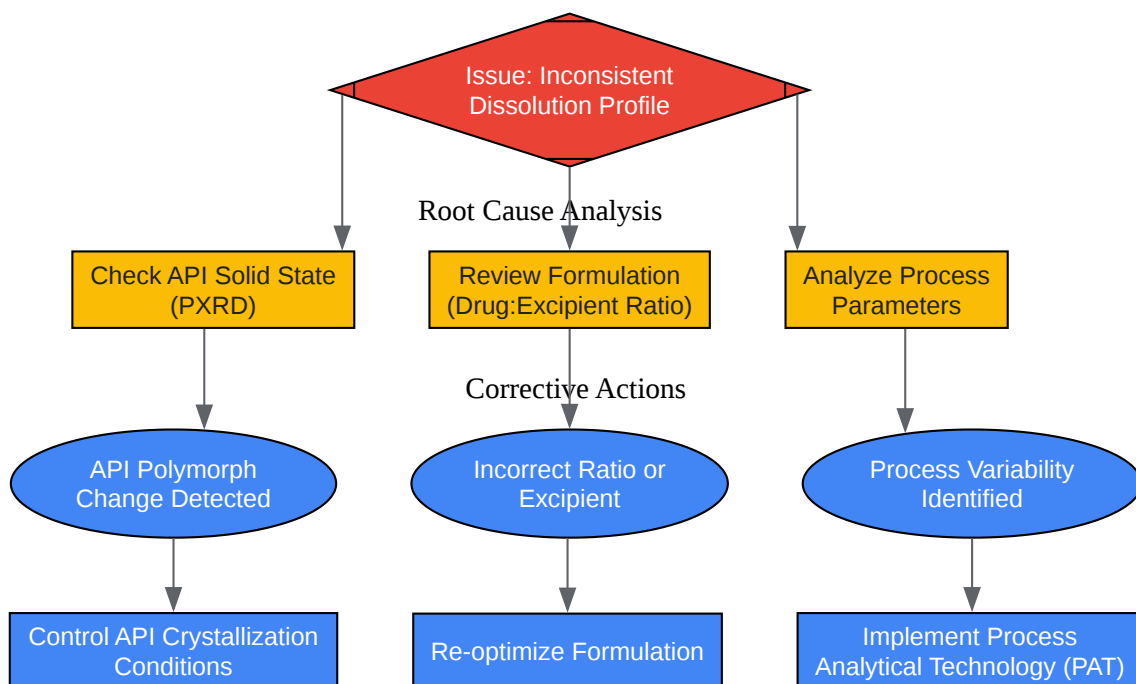 Issue: Inconsistent
Dissolution Profile
Root Cause Analysis
Check API Solid State
(PXRD)
Review Formulation
(Drug:Excipient Ratio)
Analyze Process
Parameters
Corrective Actions
API Polymorph
Change Detected
Incorrect Ratio or
Excipient
Process Variability
Identified
Control API Crystallization
Conditions
Re-optimize Formulation
Implement Process
Analytical Technology (PAT)